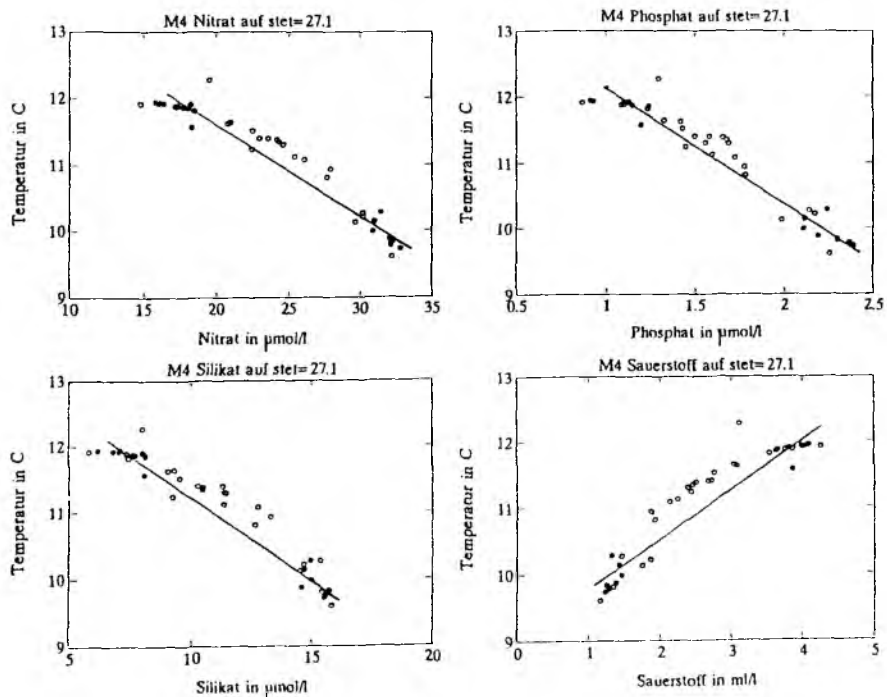 M4 Nitrat auf stet=27.1
13
12
11
10
9
Temperatur in C
10 15 20 25 30 35
Nitrat in µmol/l
M4 Phosphat auf stet=27.1
13
12
11
10
9
Temperatur in C
0.5 1 1.5 2 2.5
Phosphat in µmol/l
M4 Silikat auf stet=27.1
13
12
11
10
9
Temperatur in C
5 10 15 20
Silikat in µmol/l
M4 Sauerstoff auf stet=27.1
13
12
11
10
9
Temperatur in C
0 1 2 3 4 5
Sauerstoff in ml/l